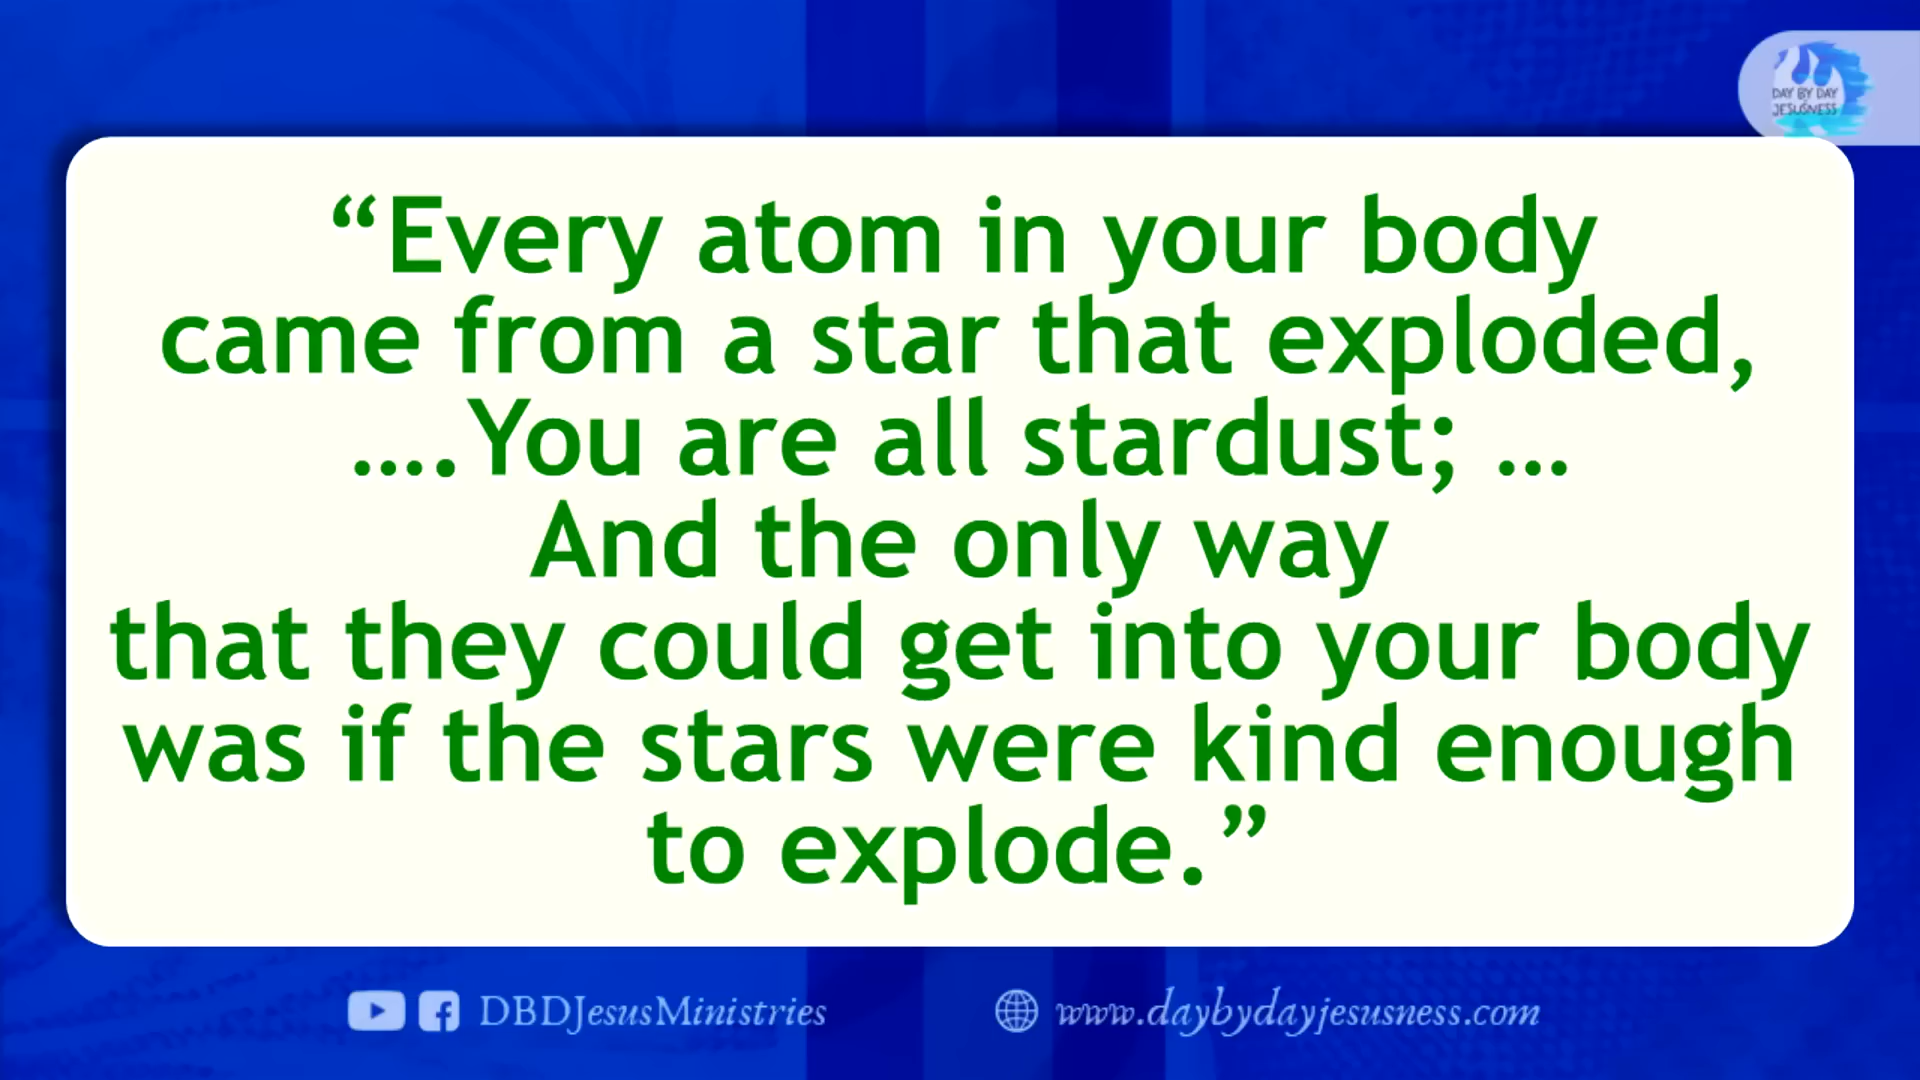 DAY BY DAY
JESUSNESS
“Every atom in your body
came from a star that exploded,
....You are all stardust; ...
And the only way
that they could get into your body
was if the stars were kind enough
to explode.”
DBDJesusMinistries
www.daybydayjesusness.com